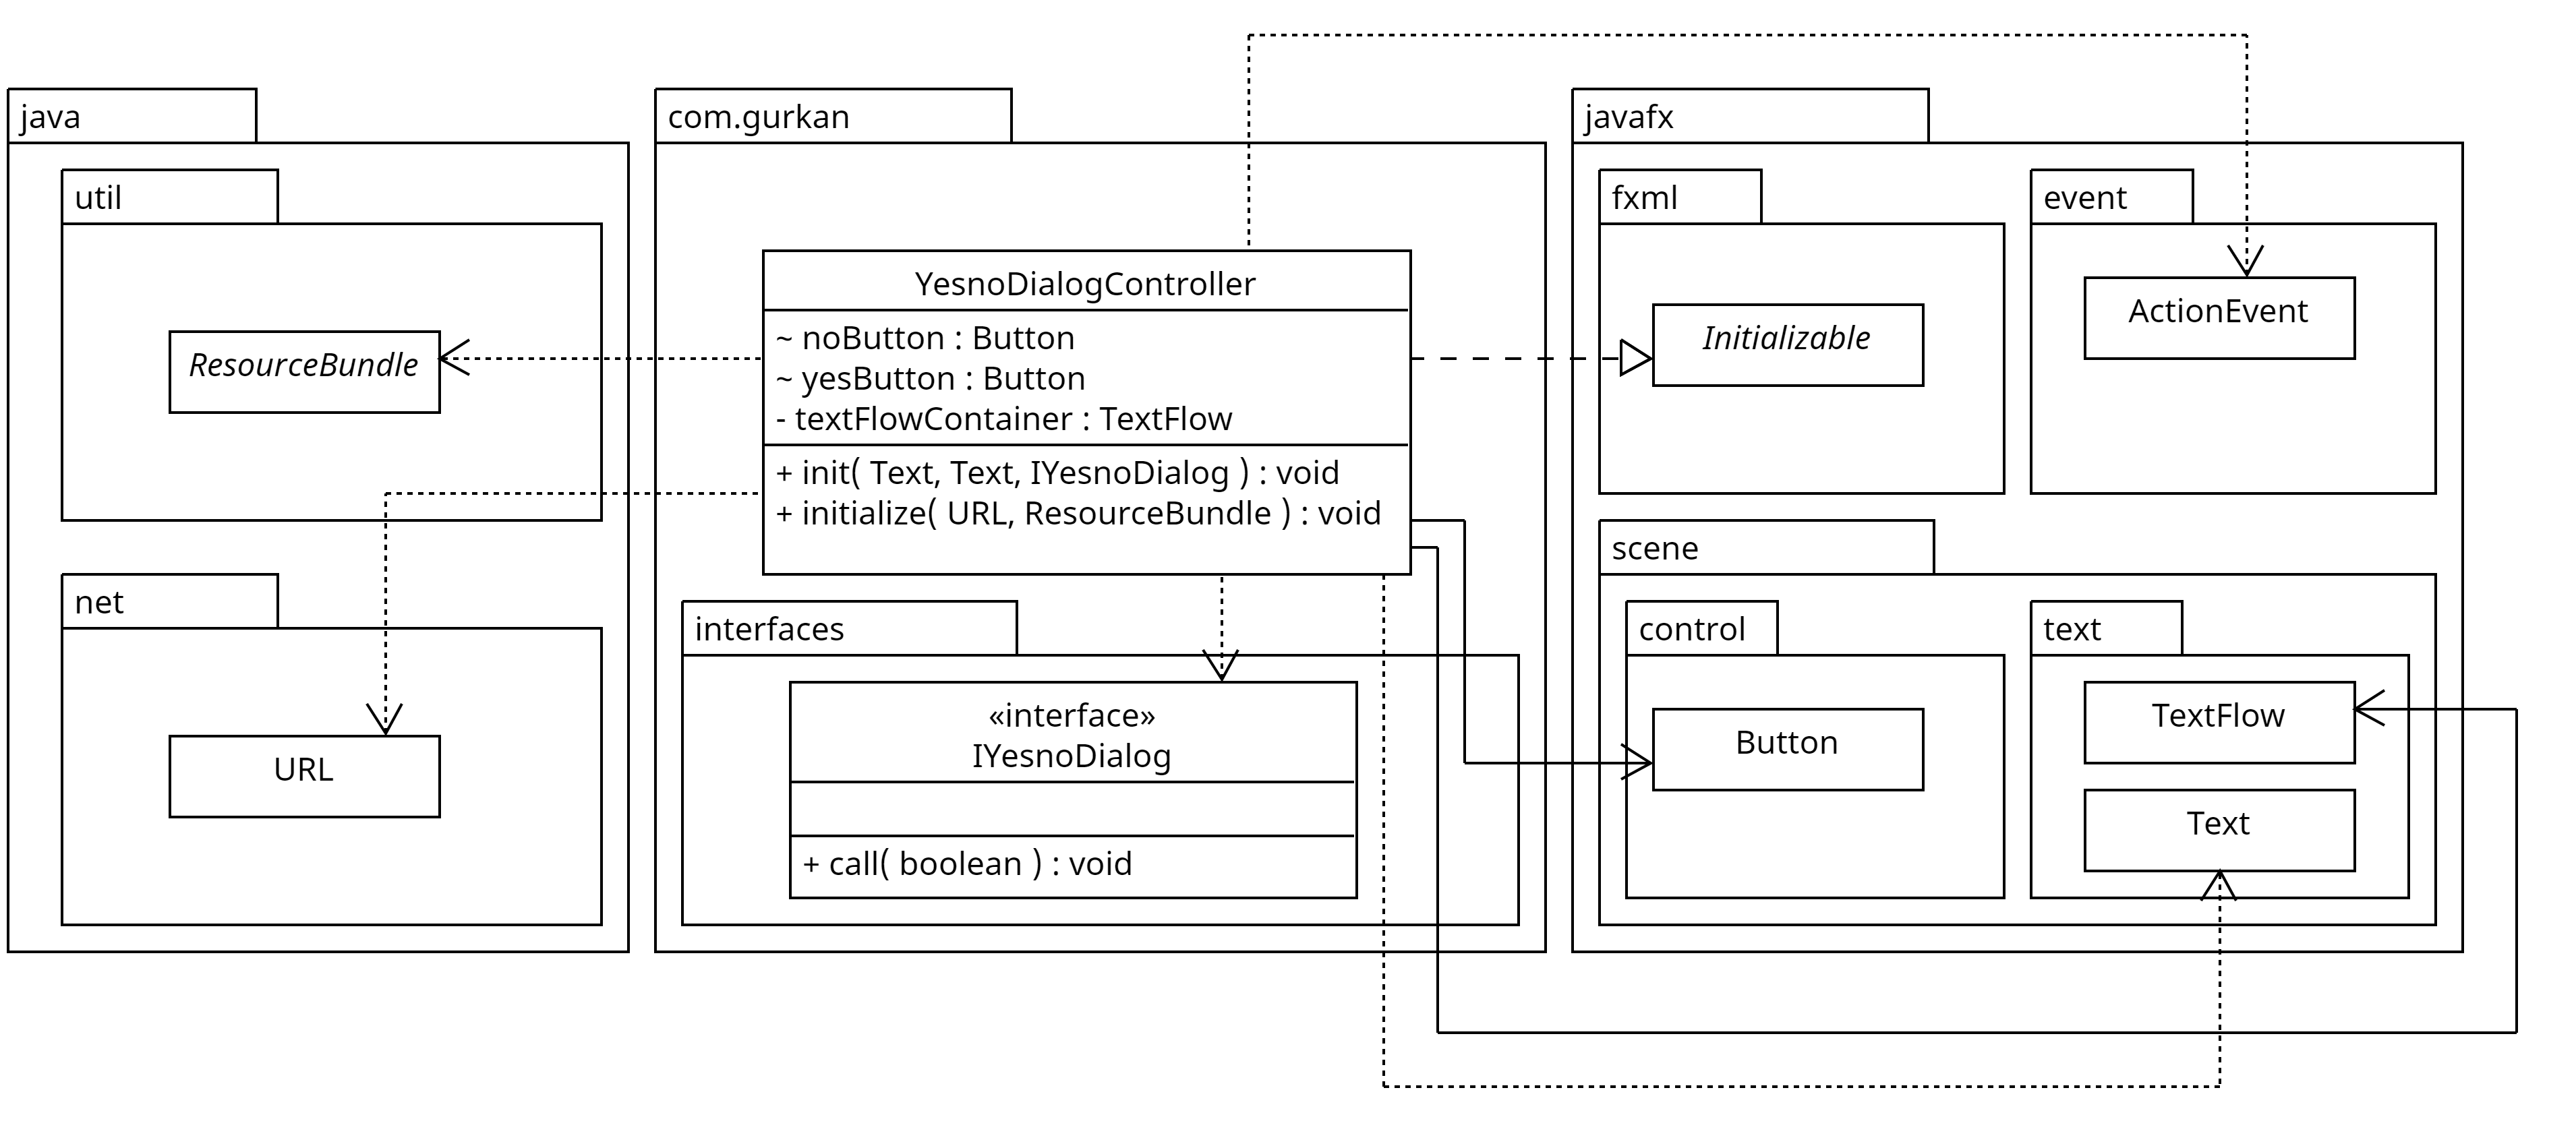 java
util
ResourceBundle
net
URL
com.gurkan
YesnoDialogController
~ noButton : Button
~ yesButton : Button
- textFlowContainer : TextFlow
+ init( Text, Text, IYesnoDialog ) : void
+ initialize( URL, ResourceBundle ) : void
interfaces
«interface»
IYesnoDialog
+ call( boolean ) : void
javafx
fxml
Initializable
event
ActionEvent
scene
control
Button
text
TextFlow
Text